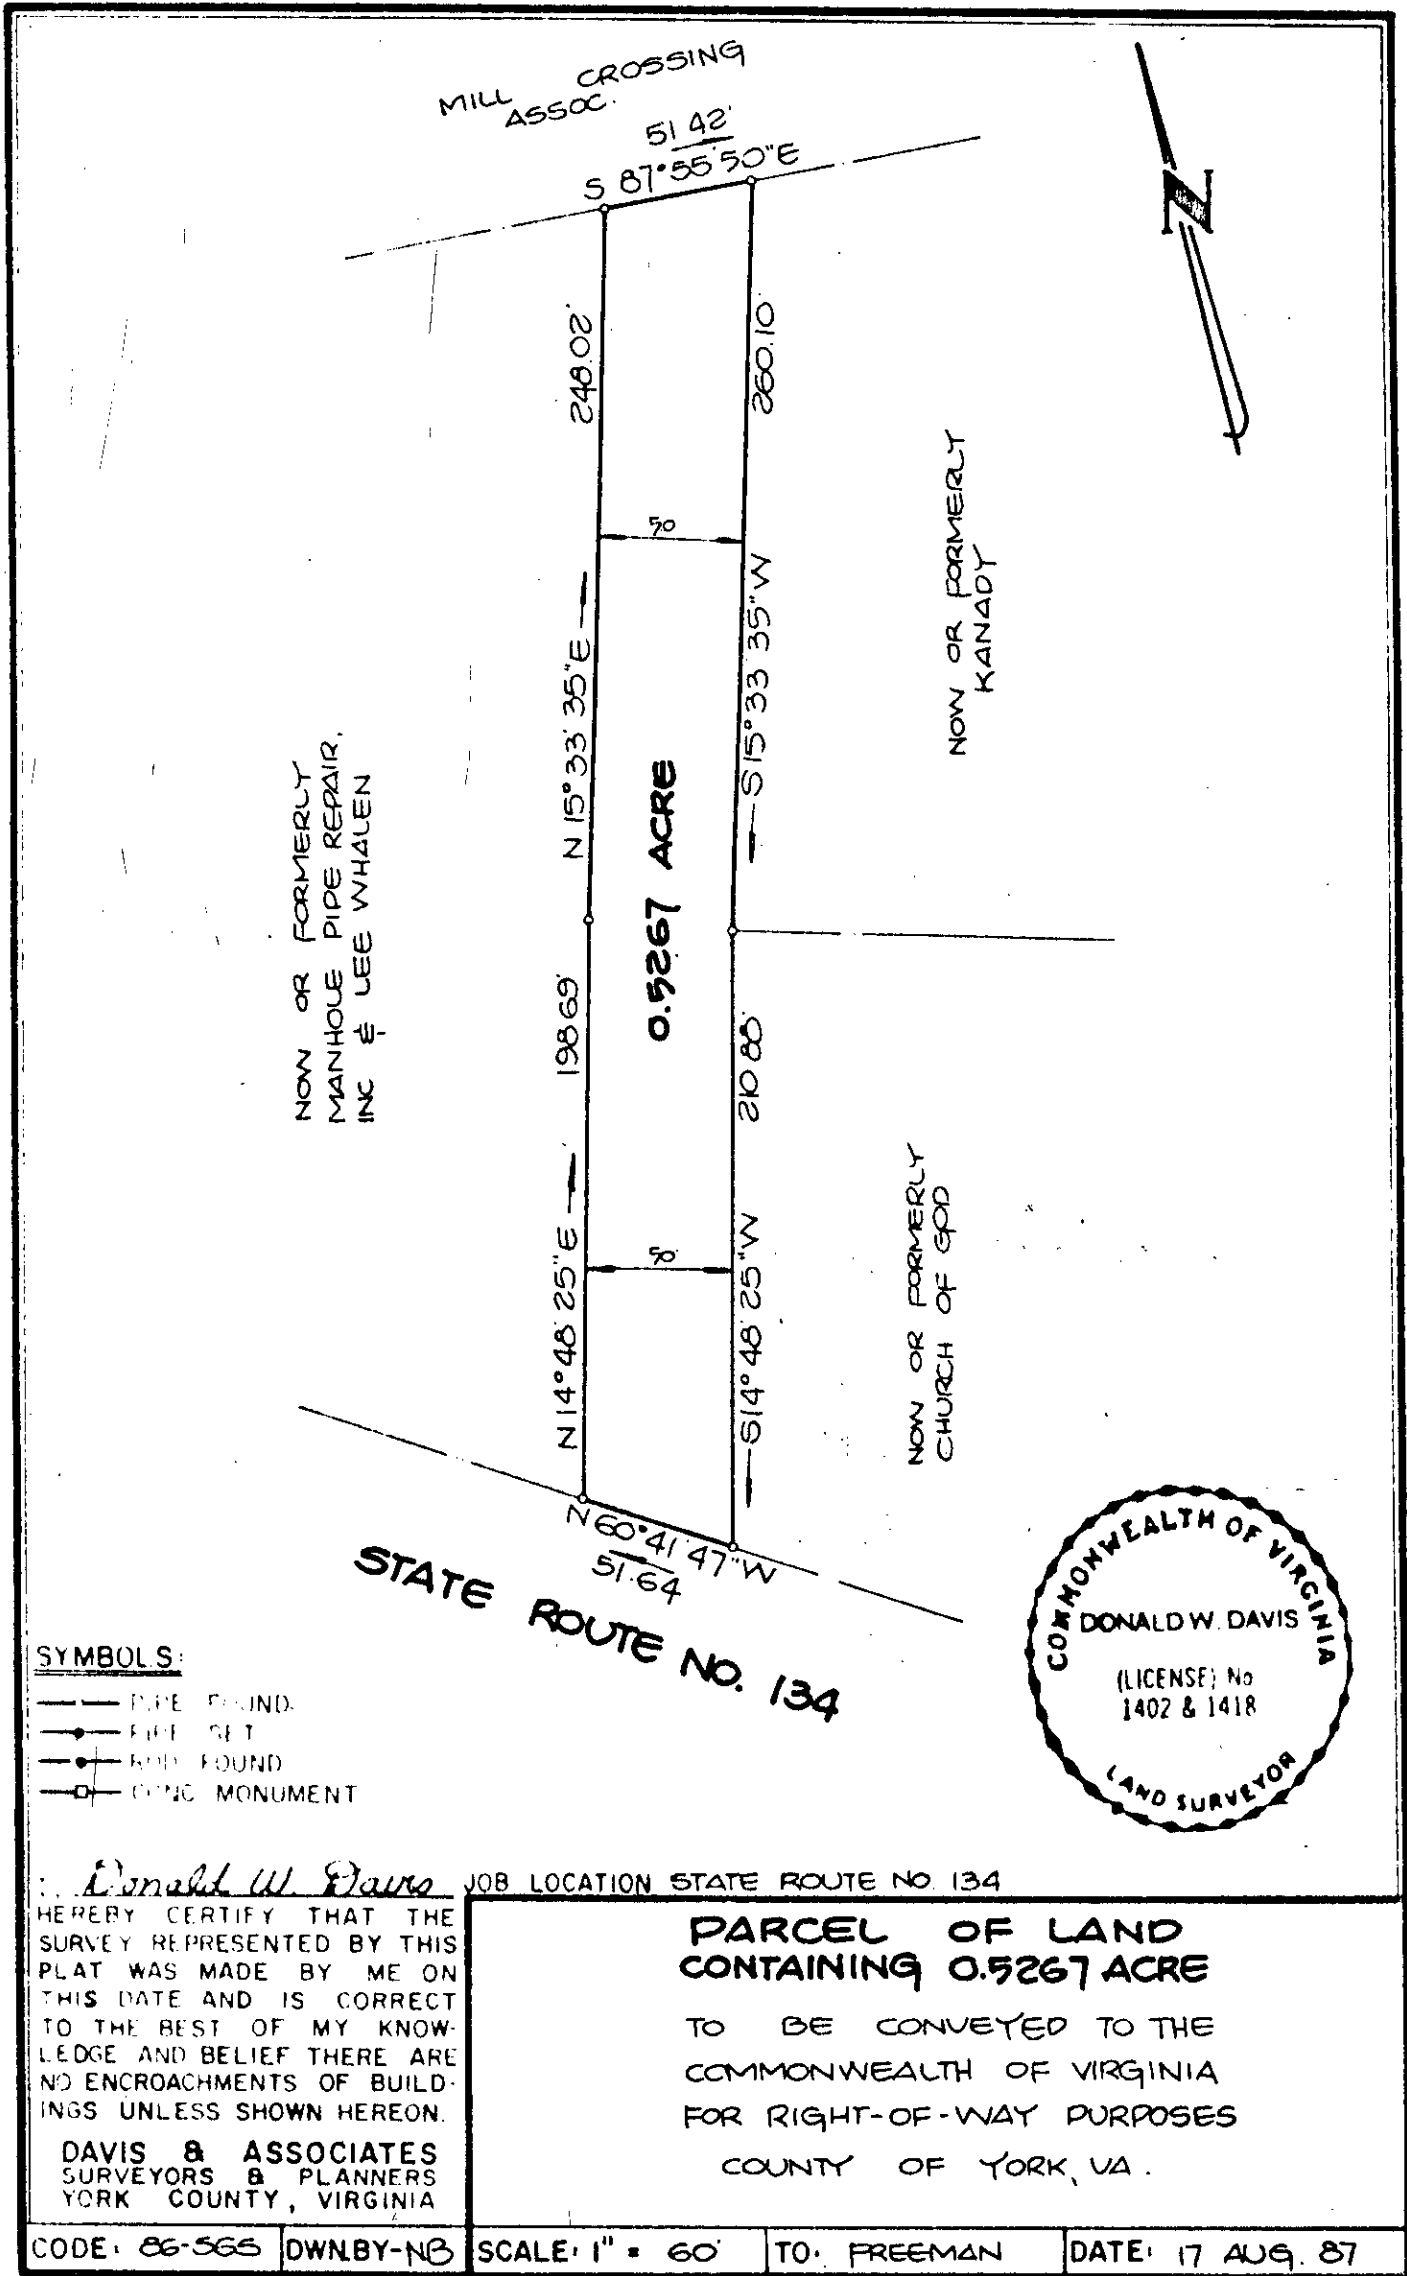 MILL CROSSING
ASSOC.
51.42'
S 87°55'50"E
N
248.02'
260.10
50
N 15°33'35"E
S 15°33'35"W
NOW OR FORMERLY
KANADY
0.5267 ACRE
NOW OR FORMERLY
MANHOLE PIPE REPAIR,
INC & LEE WHALEN
198.69'
210.88'
50'
N 14°48'25"E
S 14°48'25"W
NOW OR FORMERLY
CHURCH OF GOD
N 60°41'47"W
51.64
STATE ROUTE NO. 134
COMMONWEALTH OF VIRGINIA
DONALD W. DAVIS
(LICENSE) No
1402 & 1418
LAND SURVEYOR
SYMBOLS:
PIPE FOUND
PIPE SET
ROD FOUND
CONC MONUMENT
Donald W. Davis
JOB LOCATION STATE ROUTE NO. 134
HEREBY CERTIFY THAT THE
SURVEY REPRESENTED BY THIS
PLAT WAS MADE BY ME ON
THIS DATE AND IS CORRECT
TO THE BEST OF MY KNOW-
LEDGE AND BELIEF THERE ARE
NO ENCROACHMENTS OF BUILD-
INGS UNLESS SHOWN HEREON.
DAVIS & ASSOCIATES
SURVEYORS & PLANNERS
YORK COUNTY, VIRGINIA
PARCEL OF LAND
CONTAINING 0.5267 ACRE
TO BE CONVEYED TO THE
COMMONWEALTH OF VIRGINIA
FOR RIGHT-OF-WAY PURPOSES
COUNTY OF YORK, VA.
CODE: 86-565
DWN.BY-NB
SCALE: 1" = 60'
TO: FREEMAN
DATE: 17 AUG. 87